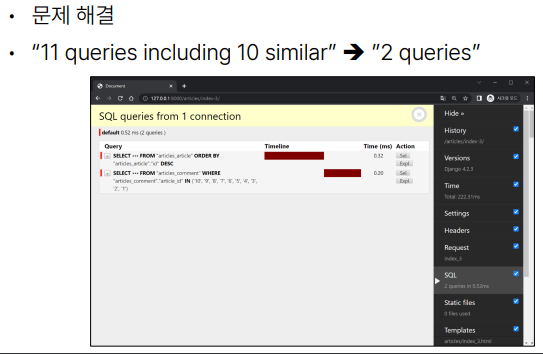 • 문제 해결
• “11 queries including 10 similar” ➔ “2 queries”
Document
127.0.0.1:8000/articles/index-3/
SQL queries from 1 connection
Hide »
default 0.52 ms (2 queries )
History
/articles/index-3/
Query Timeline Time (ms) Action
SELECT ••• FROM "articles_article" ORDER BY
"articles_article"."id" DESC
0.32
Sel
Expl
SELECT ••• FROM "articles_comment" WHERE
"articles_comment"."article_id" IN ('10', '9', '8', '7', '6', '5', '4', '3',
'2', '1')
0.20
Sel
Expl
Versions
Django 4.2.3
Time
Total: 222.31ms
Settings
Headers
Request
index_3
SQL
2 queries in 0.52ms
Static files
0 files used
Templates
articles/index_2.html